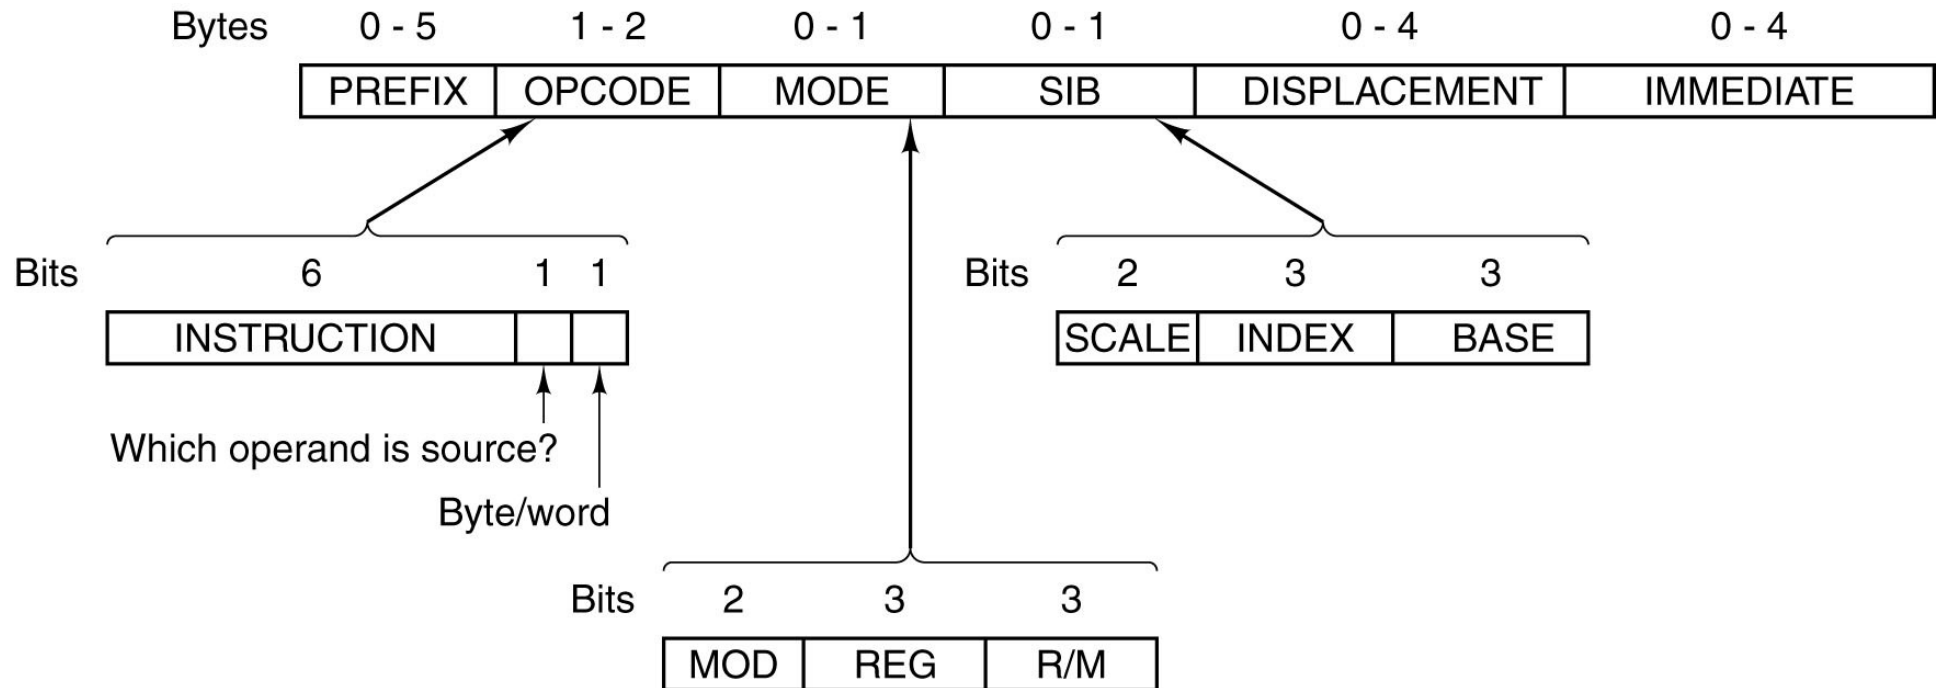 Bytes 0 - 5 1 - 2 0 - 1 0 - 1 0 - 4 0 - 4
PREFIX OPCODE MODE SIB DISPLACEMENT IMMEDIATE
Bits 6 1 1
INSTRUCTION
Which operand is source?
Byte/word
Bits 2 3 3
SCALE INDEX BASE
Bits 2 3 3
MOD REG R/M